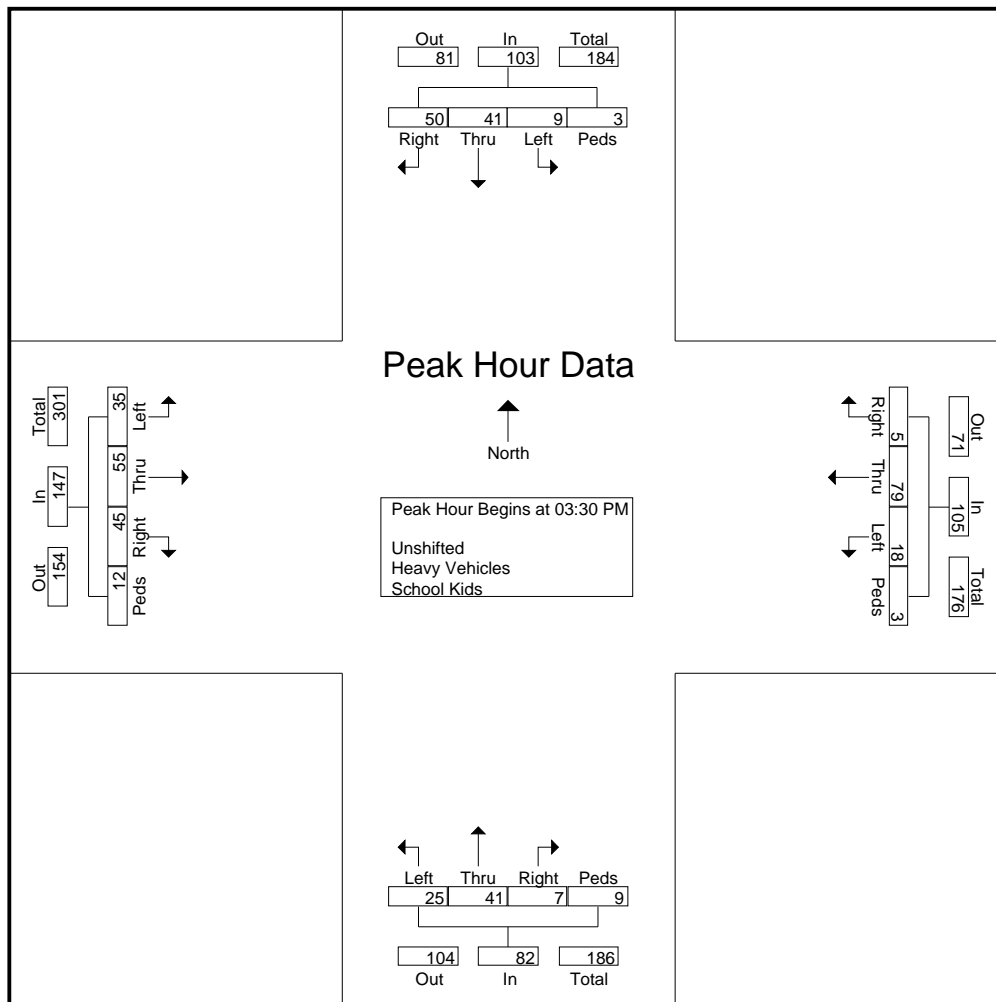 Out In Total
81 103 184
50 41 9 3
Right Thru Left Peds
Peak Hour Data
North
Peak Hour Begins at 03:30 PM
Unshifted
Heavy Vehicles
School Kids
Total In Out
301 147 154
35 55 45 12
Left Thru Right Peds
Right Thru Left Peds
5 79 18 3
Out In Total
71 105 176
Left Thru Right Peds
25 41 7 9
104 82 186
Out In Total